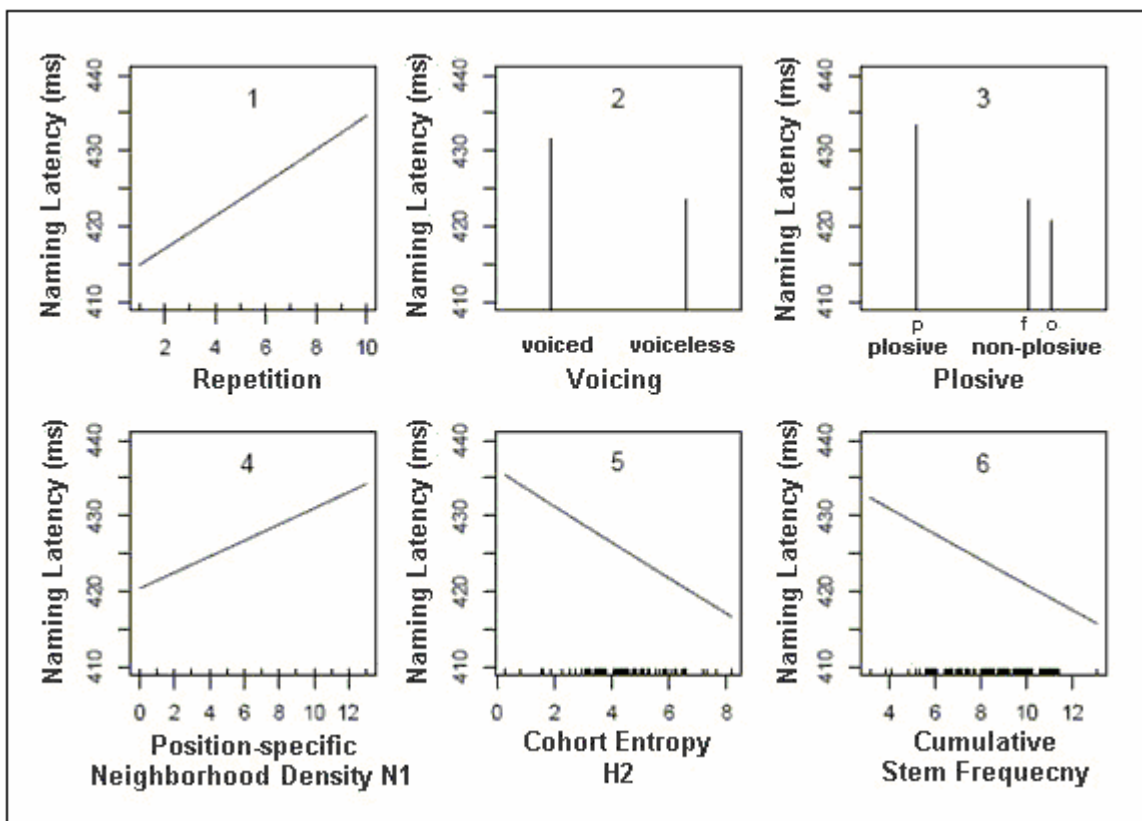 Naming Latency (ms)
440
430
420
410
1
2 4 6 8 10
Repetition
Naming Latency (ms)
440
430
420
410
2
voiced voiceless
Voicing
Naming Latency (ms)
440
430
420
410
3
p f o
plosive non-plosive
Plosive
Naming Latency (ms)
440
430
420
410
4
0 2 4 6 8 10 12
Position-specific
Neighborhood Density N1
Naming Latency (ms)
440
430
420
410
5
0 2 4 6 8
Cohort Entropy
H2
Naming Latency (ms)
440
430
420
410
6
4 6 8 10 12
Cumulative
Stem Frequecny